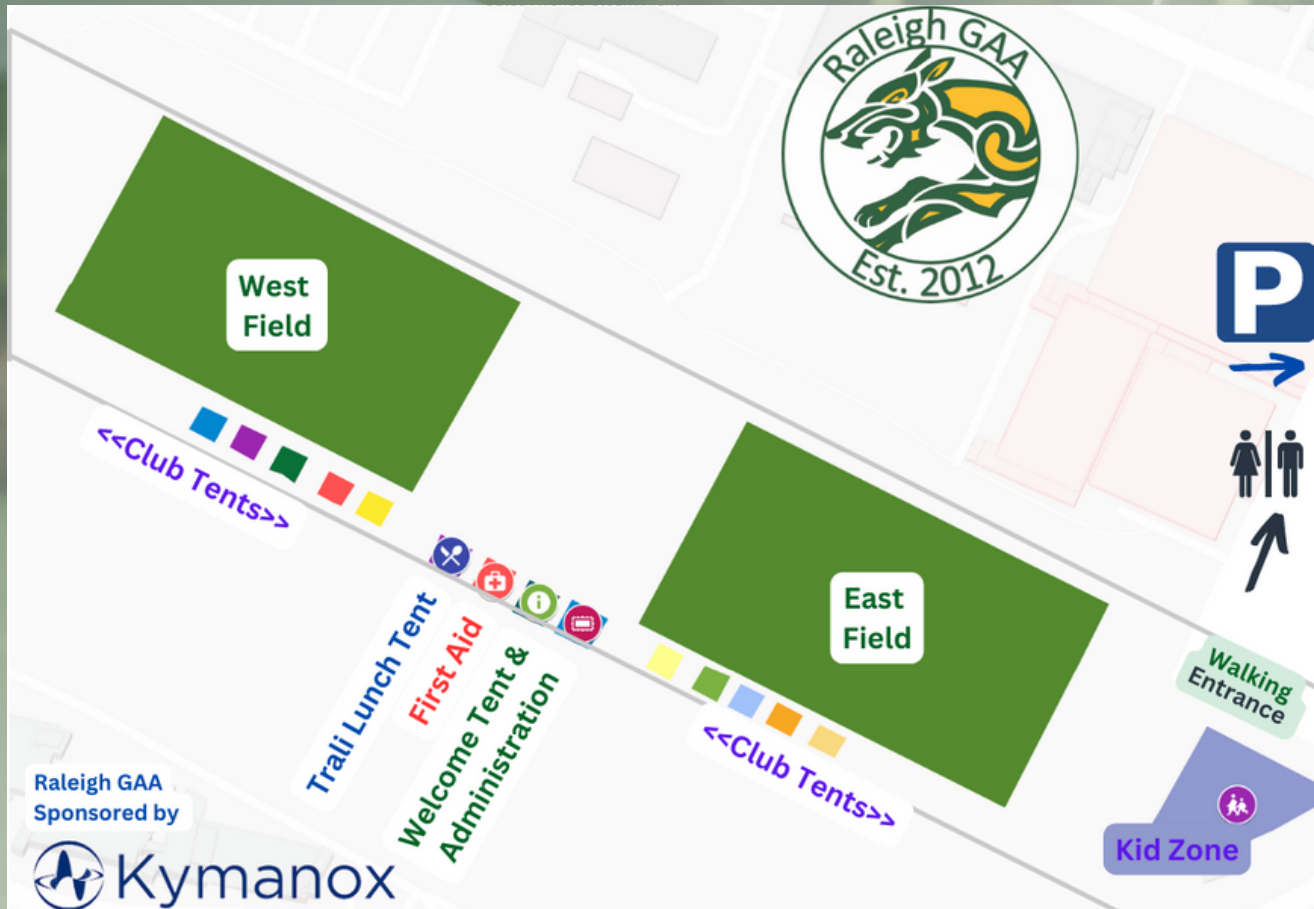 Raleigh GAA
Est. 2012
P
West
Field
<<Club Tents>>
East
Field
Walking
Entrance
Trali Lunch Tent
First Aid
Welcome Tent &
Administration
<<Club Tents>>
Kid Zone
Raleigh GAA
Sponsored by
Kymanox